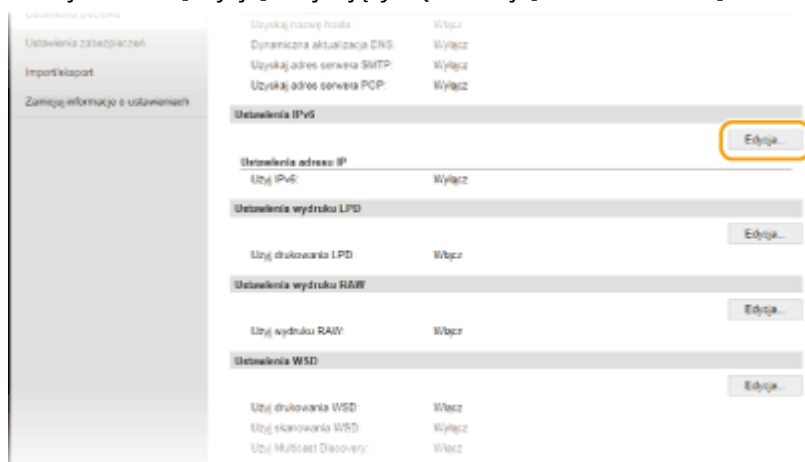 Ustawienia zabezpieczeń
Import/eksport
Zainicjuj informacje o ustawieniach
Uzyskaj nazwę hosta: Włącz
Dynamiczna aktualizacja DNS: Wyłącz
Uzyskaj adres serwera SMTP: Wyłącz
Uzyskaj adres serwera POP: Wyłącz
Ustawienia IPv6
Edycja...
Ustawienia adresu IP
Użyj IPv6: Wyłącz
Ustawienia wydruku LPD
Edycja...
Użyj drukowania LPD Włącz
Ustawienia wydruku RAW
Edycja...
Użyj wydruku RAW: Włącz
Ustawienia WSD
Edycja...
Użyj drukowania WSD: Włącz
Użyj skanowania WSD: Wyłącz
Użyj Multicast Discovery: Włącz